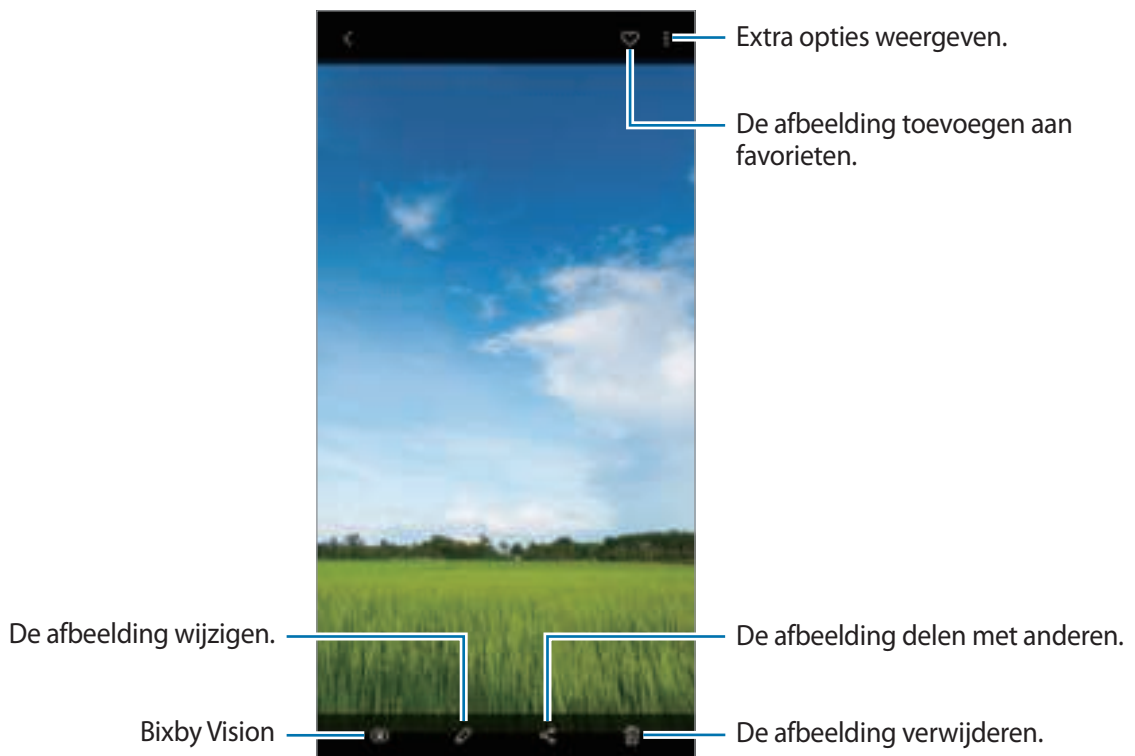 Extra opties weergeven.
De afbeelding toevoegen aan
favorieten.
De afbeelding wijzigen.
De afbeelding delen met anderen.
Bixby Vision
De afbeelding verwijderen.